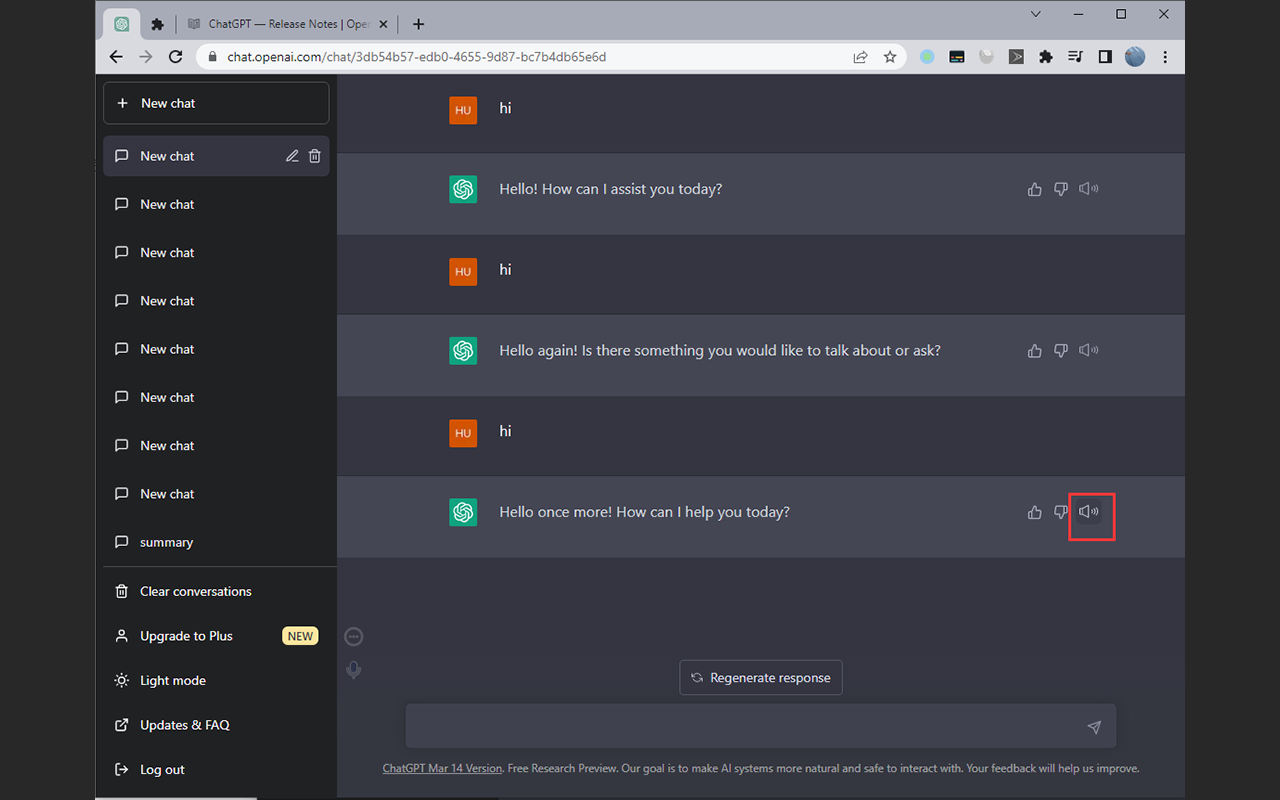 ChatGPT — Release Notes | Ope
chat.openai.com/chat/3db54b57-edb0-4655-9d87-bc7b4db65e6d
New chat
New chat
New chat
New chat
New chat
New chat
New chat
New chat
New chat
summary
Clear conversations
Upgrade to Plus NEW
Light mode
Updates & FAQ
Log out
HU hi
Hello! How can I assist you today?
HU hi
Hello again! Is there something you would like to talk about or ask?
HU hi
Hello once more! How can I help you today?
Regenerate response
ChatGPT Mar 14 Version. Free Research Preview. Our goal is to make AI systems more natural and safe to interact with. Your feedback will help us improve.